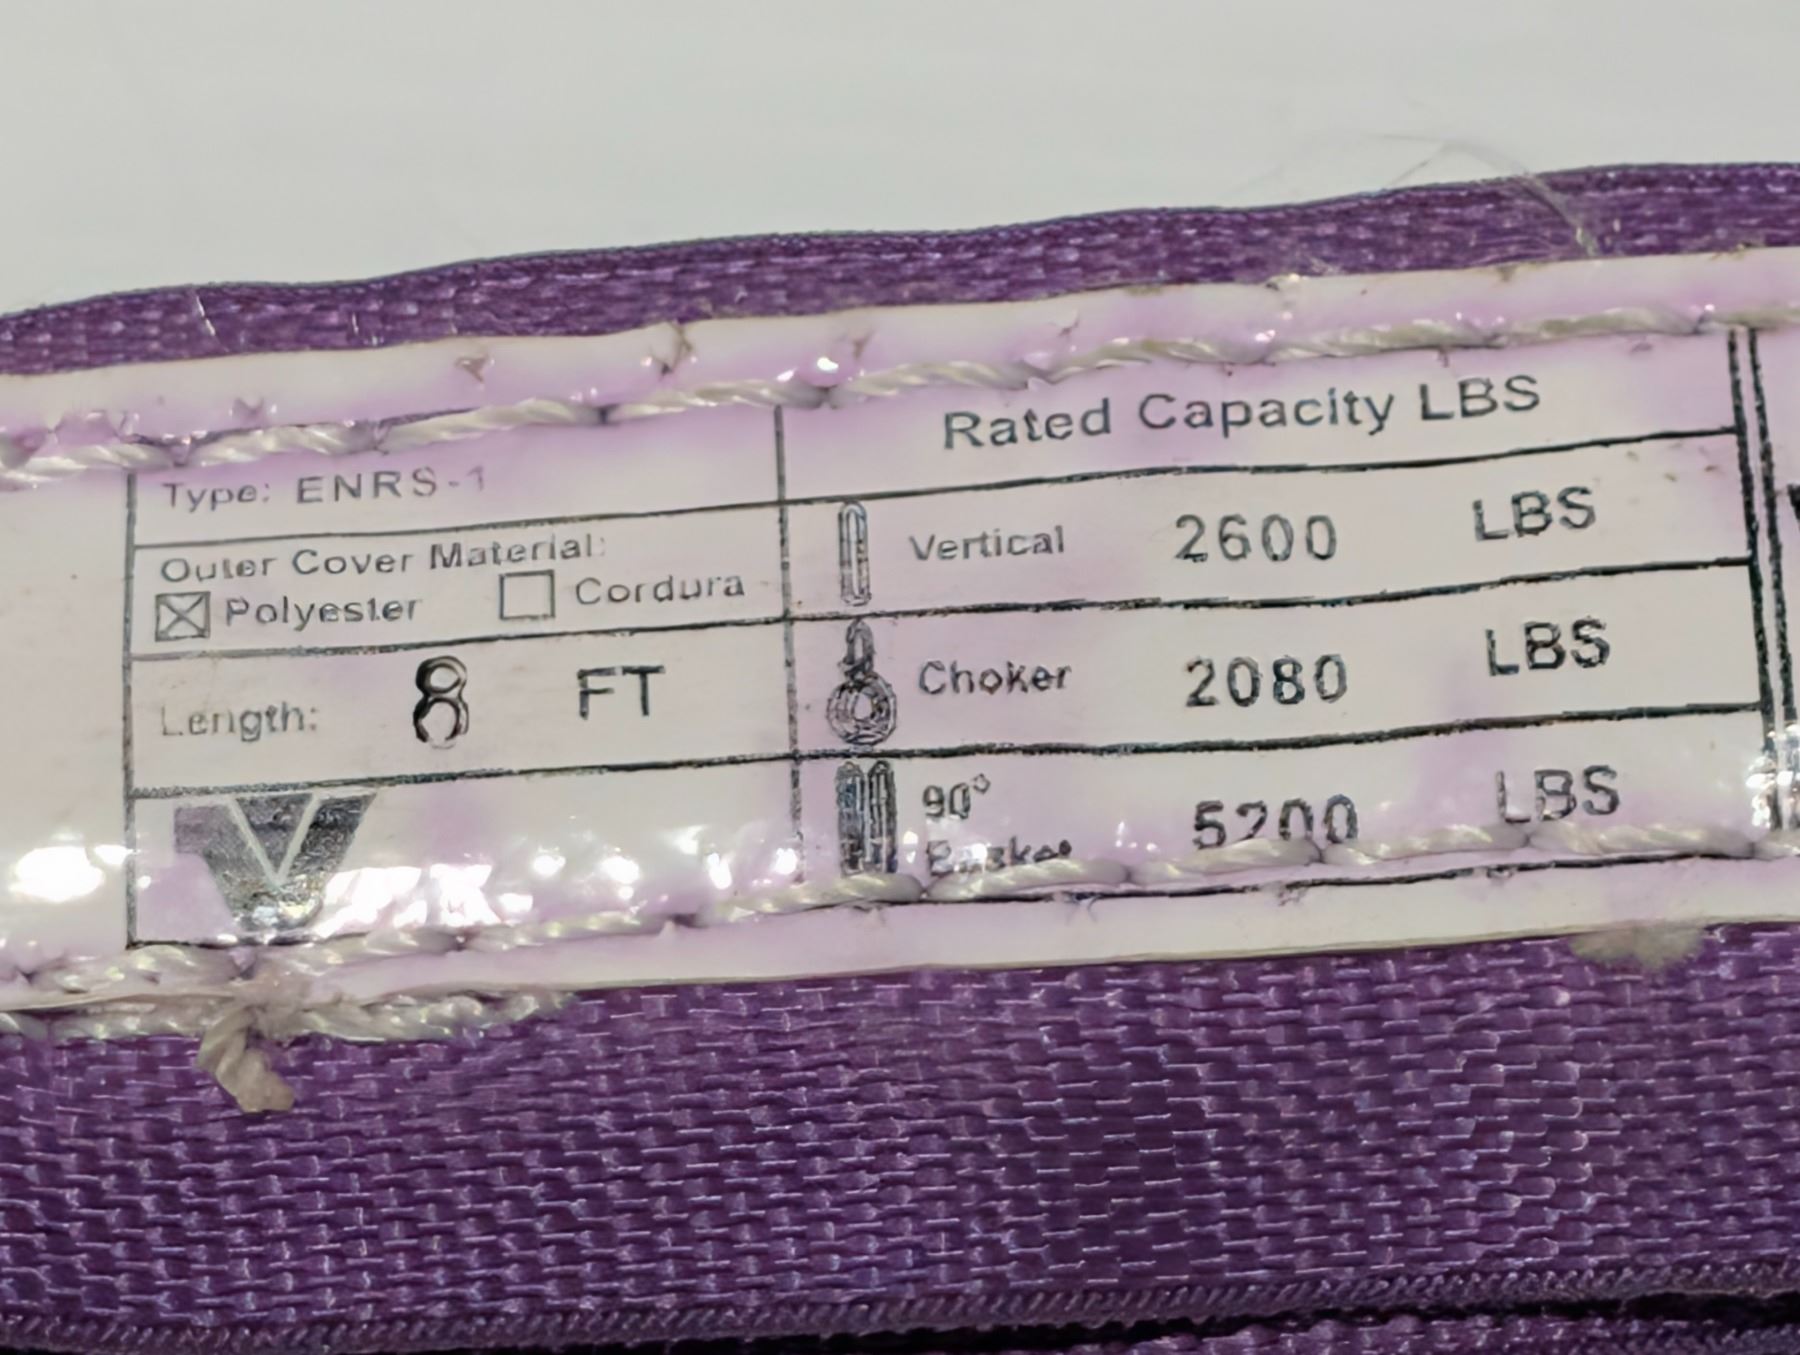 Type: ENRS-1
Outer Cover Material:
Polyester Cordura
Length: 8 FT
Rated Capacity LBS
Vertical 2600 LBS
Choker 2080 LBS
90°
Basket 5200 LBS